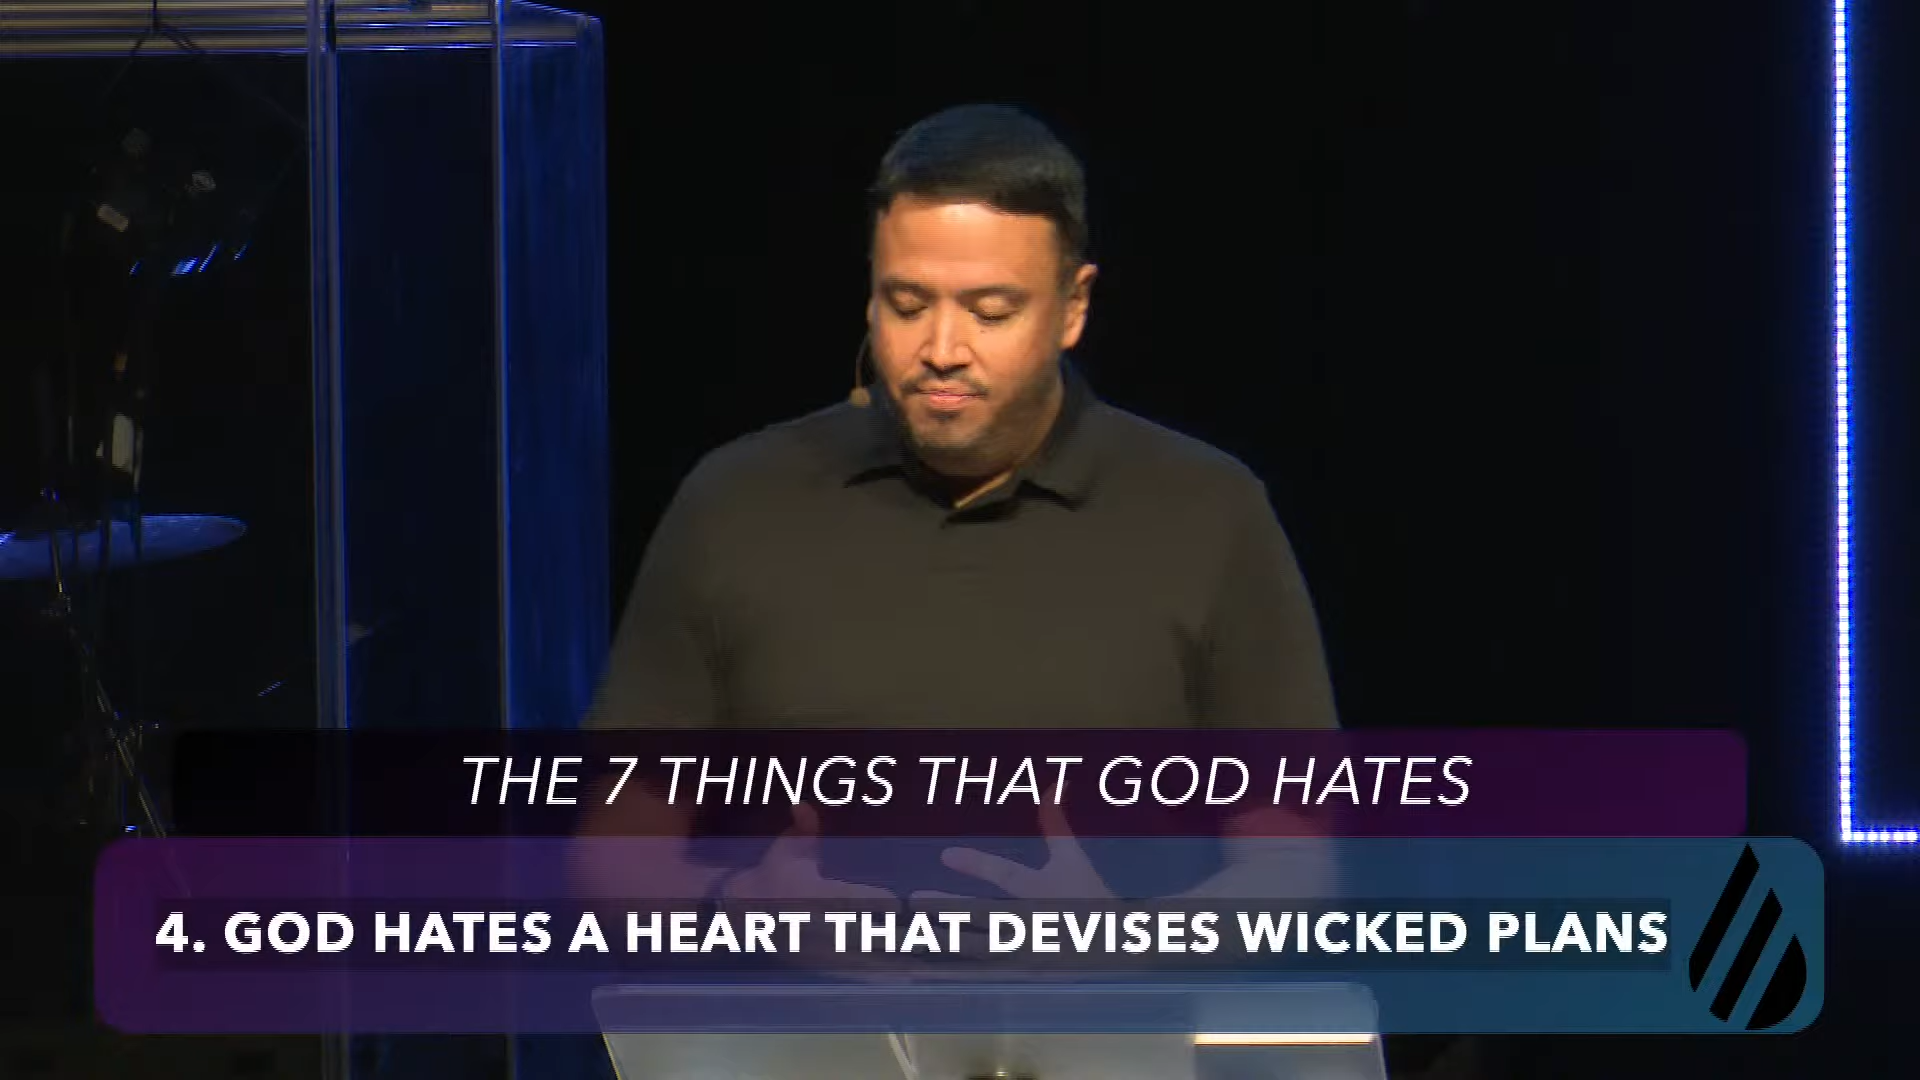 THE 7 THINGS THAT GOD HATES
4. GOD HATES A HEART THAT DEVISES WICKED PLANS